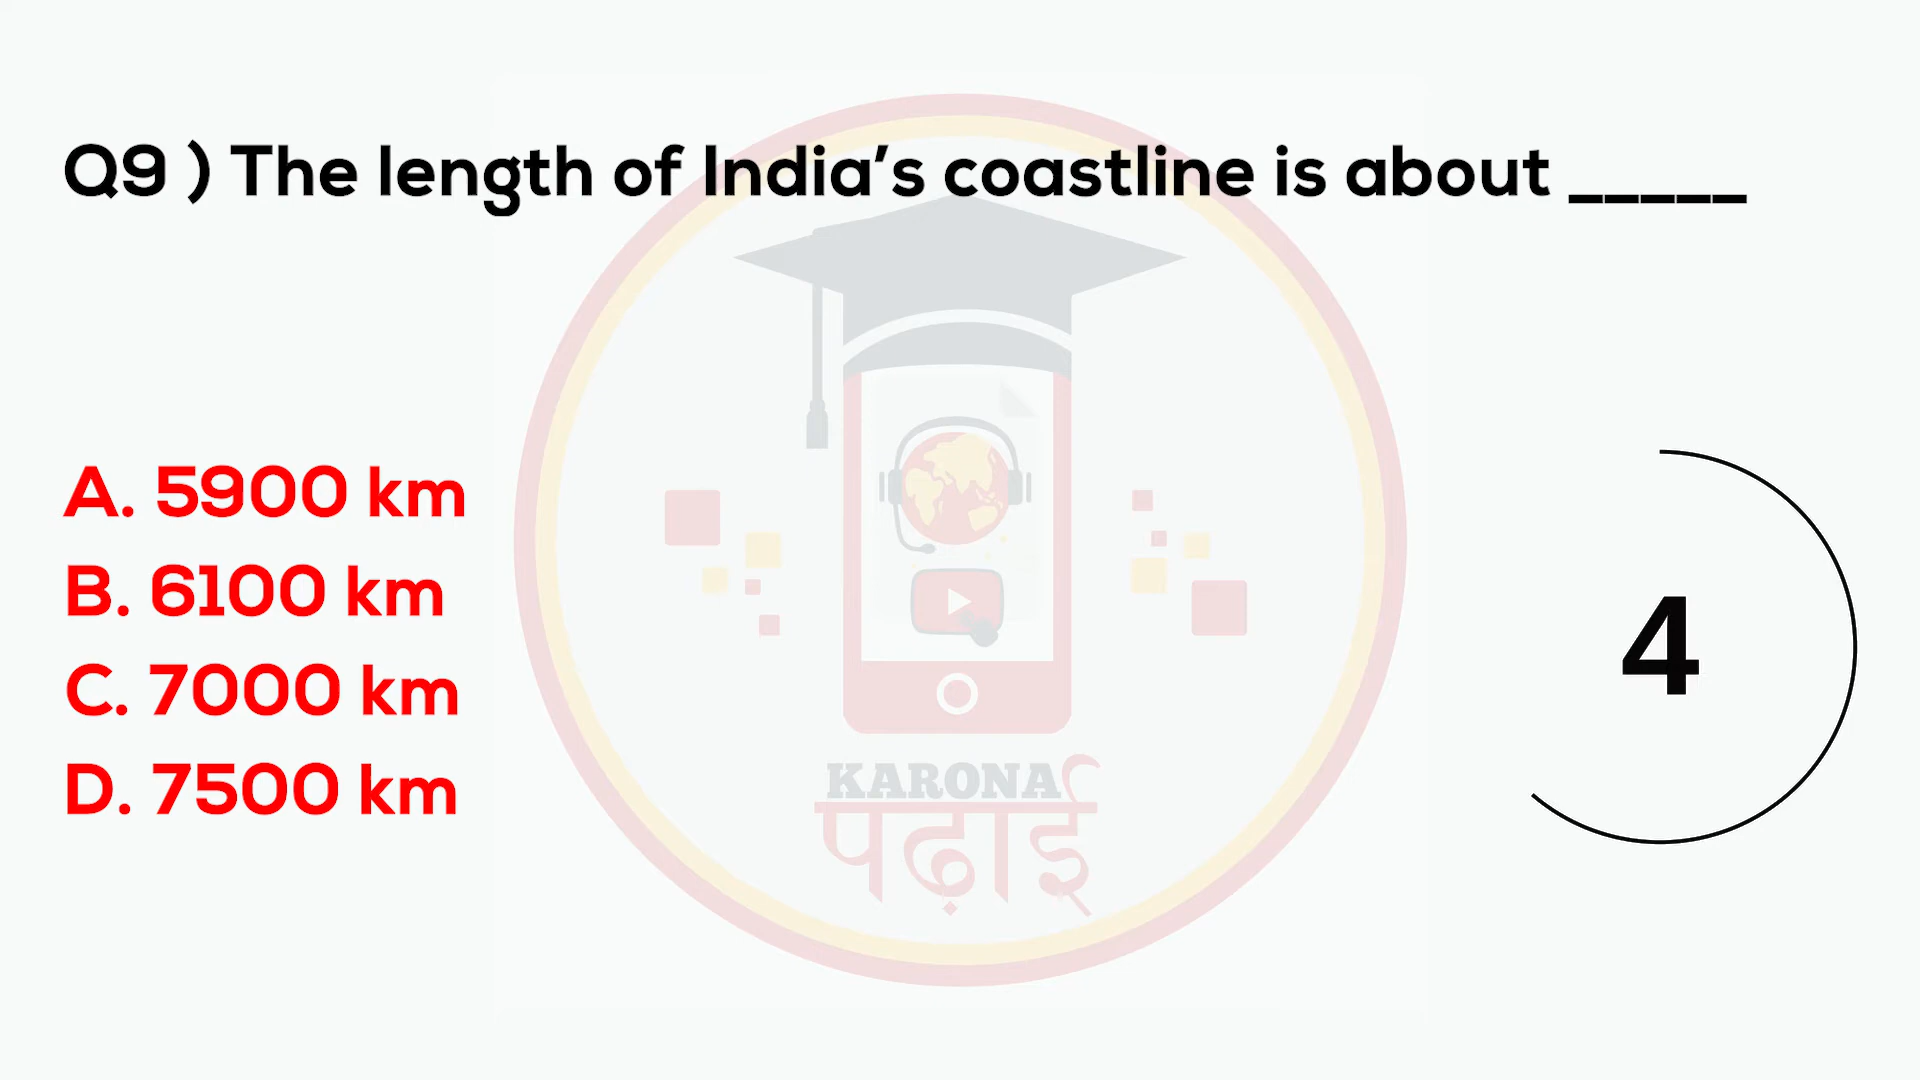 Q9 ) The length of India’s coastline is about _____
A. 5900 km
B. 6100 km
C. 7000 km
D. 7500 km
4
KARONA
पढ़ाई